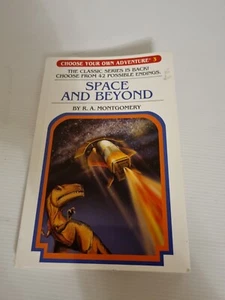 CHOOSE YOUR OWN ADVENTURE® 3
THE CLASSIC SERIES IS BACK!
CHOOSE FROM 42 POSSIBLE ENDINGS.
SPACE
AND BEYOND
BY R. A. MONTGOMERY